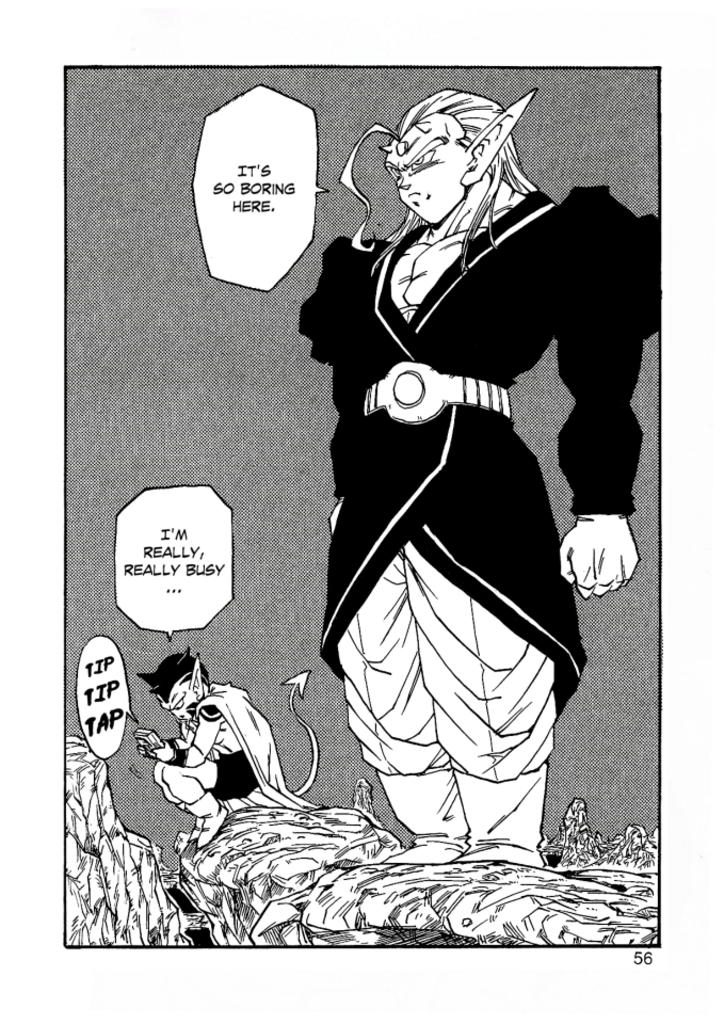 IT'S
SO BORING
HERE.
I'M
REALLY,
REALLY BUSY
...
TIP
TIP
TAP
56